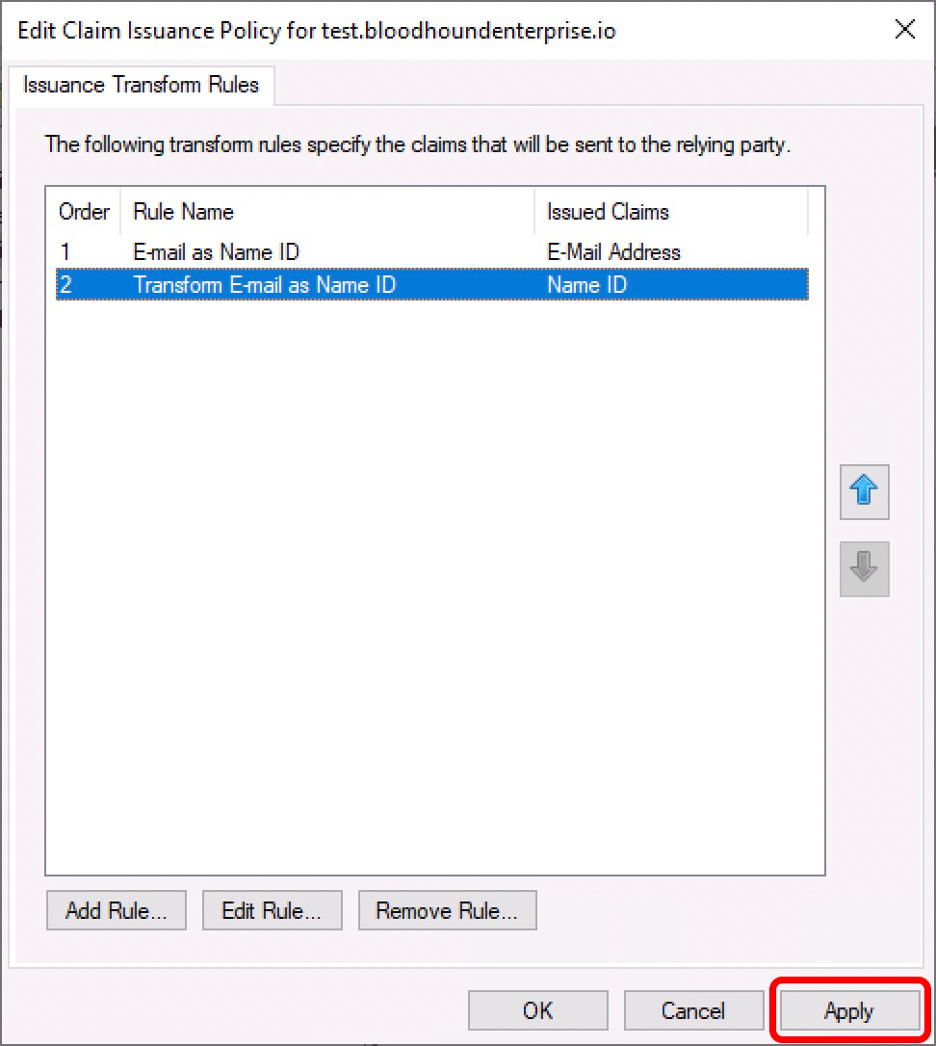 Edit Claim Issuance Policy for test.bloodhoundenterprise.io
Issuance Transform Rules
The following transform rules specify the claims that will be sent to the relying party.
Order Rule Name Issued Claims
1 E-mail as Name ID E-Mail Address
2 Transform E-mail as Name ID Name ID
Add Rule... Edit Rule... Remove Rule...
OK Cancel Apply